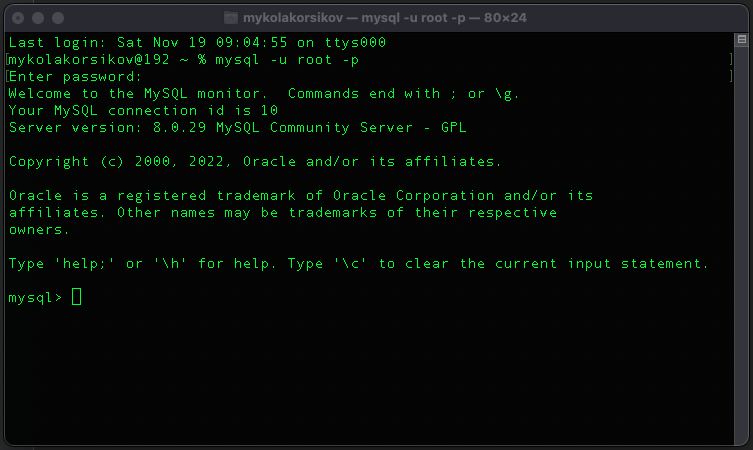 mykolakorsikov — mysql -u root -p — 80×24
Last login: Sat Nov 19 09:04:55 on ttys000
[mykolakorsikov@192 ~ % mysql -u root -p ]
[Enter password: ]
Welcome to the MySQL monitor.  Commands end with ; or \g.
Your MySQL connection id is 10
Server version: 8.0.29 MySQL Community Server - GPL
Copyright (c) 2000, 2022, Oracle and/or its affiliates.
Oracle is a registered trademark of Oracle Corporation and/or its
affiliates. Other names may be trademarks of their respective
owners.
Type 'help;' or '\h' for help. Type '\c' to clear the current input statement.
mysql>